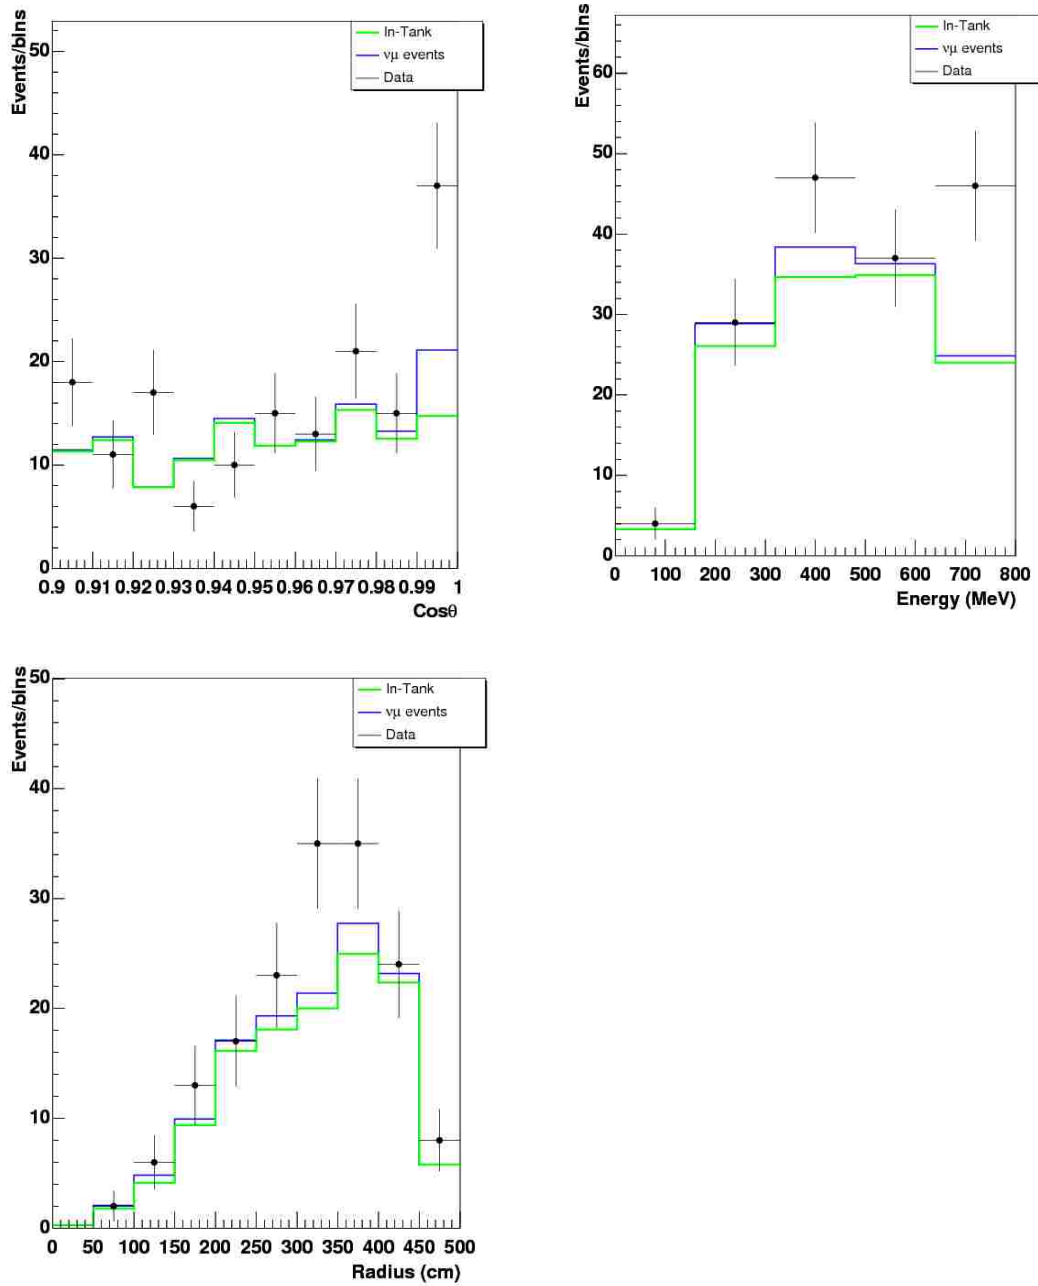 Events/bins
50
40
30
20
10
0
In-Tank
νμ events
Data
0.9 0.91 0.92 0.93 0.94 0.95 0.96 0.97 0.98 0.99 1
Cosθ
Events/bins
60
50
40
30
20
10
0
In-Tank
νμ events
Data
0 100 200 300 400 500 600 700 800
Energy (MeV)
Events/bins
50
40
30
20
10
0
In-Tank
νμ events
Data
0 50 100 150 200 250 300 350 400 450 500
Radius (cm)